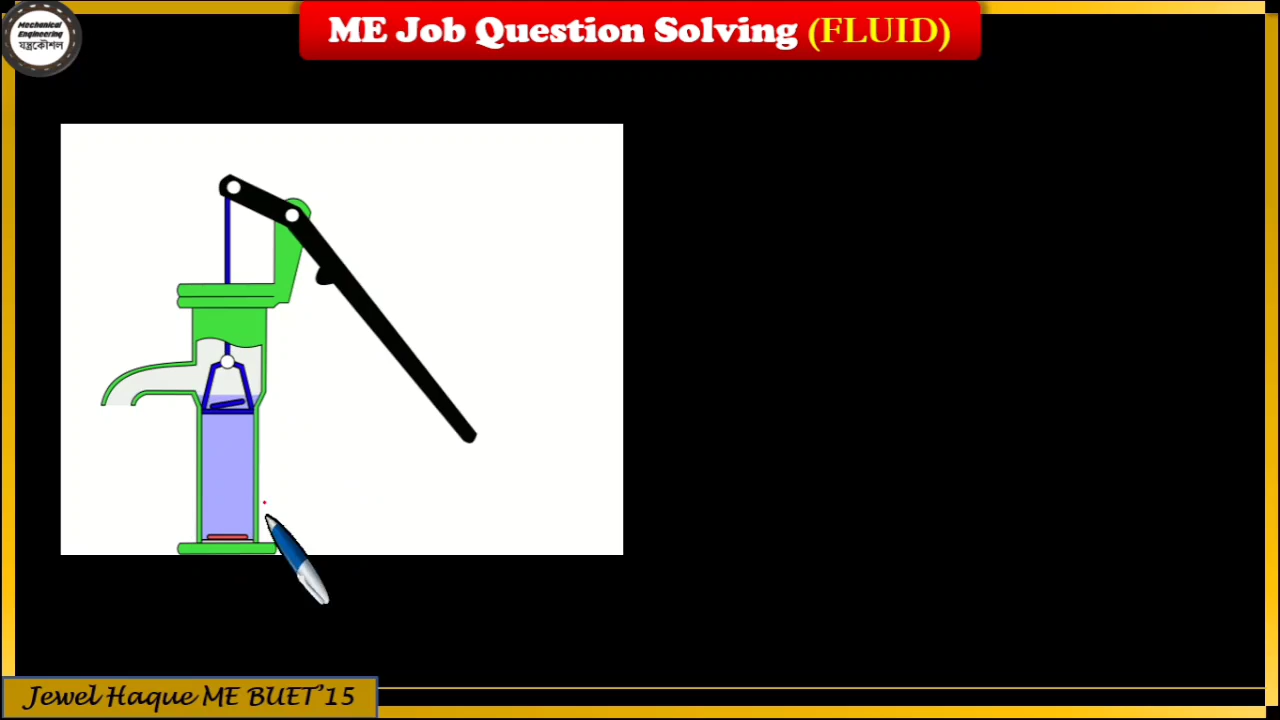 Mechanical
Engineering
যন্ত্রকৌশল
ME Job Question Solving (FLUID)
Jewel Haque ME BUET'15